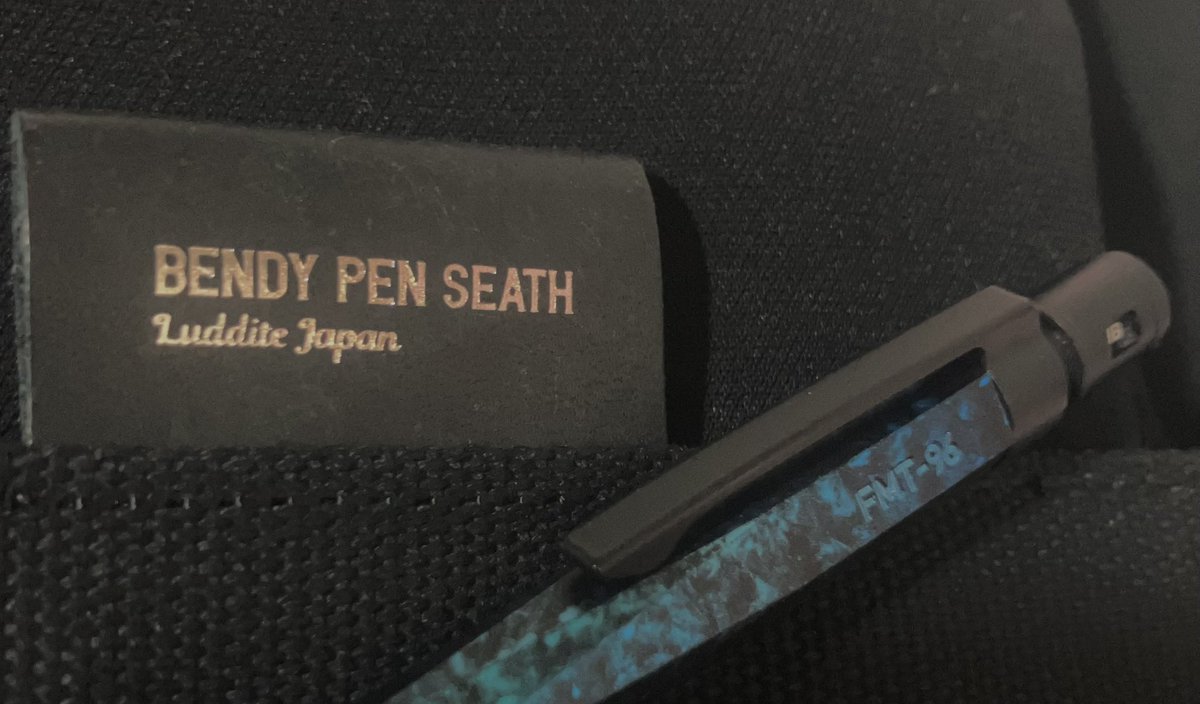 BENDY PEN SEATH
Luddite Japan
FMT-96